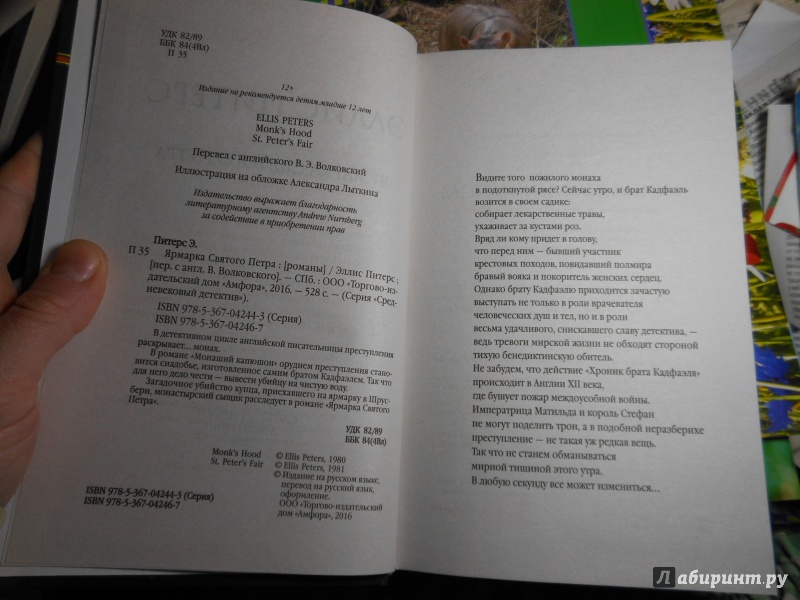 УДК 82/89
ББК 84(4Вл)
П 35
12+
Издание не рекомендуется детям младше 12 лет
ELLIS PETERS
Monk's Hood
St. Peter's Fair
Перевел с английского В. Э. Волковский
Иллюстрация на обложке Александра Лыткина
Издательство выражает благодарность
литературному агентству Andrew Nurnberg
за содействие в приобретении прав
Питерс Э.
П 35 Ярмарка Святого Петра : [романы] / Эллис Питерс ;
[пер. с англ. В. Волковского]. — СПб. : ООО «Торгово-из-
дательский дом «Амфора», 2016. — 528 с. — (Серия «Сред-
невековый детектив»).
ISBN 978-5-367-04244-3 (Серия)
ISBN 978-5-367-04246-7
В детективном цикле английской писательницы преступления
раскрывает... монах.
В романе «Монаший капюшон» орудием преступления стано-
вится снадобье, изготовленное самим братом Кадфаэлем. Так что
для него дело чести — вывести убийцу на чистую воду.
Загадочное убийство купца, приехавшего на ярмарку в Шрус-
бери, монастырский сыщик расследует в романе «Ярмарка Святого
Петра».
УДК 82/89
ББК 84(4Вл)
Monk's Hood © Ellis Peters, 1980
St. Peter's Fair © Ellis Peters, 1981
© Издание на русском языке,
перевод на русский язык,
оформление.
ООО «Торгово-издательский
дом «Амфора», 2016
ISBN 978-5-367-04244-3 (Серия)
ISBN 978-5-367-04246-7
Видите того пожилого монаха
в подоткнутой рясе? Сейчас утро, и брат Кадфаэль
возится в своем садике:
собирает лекарственные травы,
ухаживает за кустами роз.
Вряд ли кому придет в голову,
что перед ним — бывший участник
крестовых походов, повидавший полмира
бравый вояка и покоритель женских сердец.
Однако брату Кадфаэлю приходится зачастую
выступать не только в роли врачевателя
человеческих душ и тел, но и в роли
весьма удачливого, снискавшего славу детектива, —
ведь тревоги мирской жизни не обходят стороной
тихую бенедиктинскую обитель.
Не забудем, что действие «Хроник брата Кадфаэля»
происходит в Англии XII века,
где бушует пожар междоусобной войны.
Императрица Матильда и король Стефан
не могут поделить трон, а в подобной неразберихе
преступление — не такая уж редкая вещь.
Так что не станем обманываться
мирной тишиной этого утра.
В любую секунду все может измениться...
Лабиринт.ру